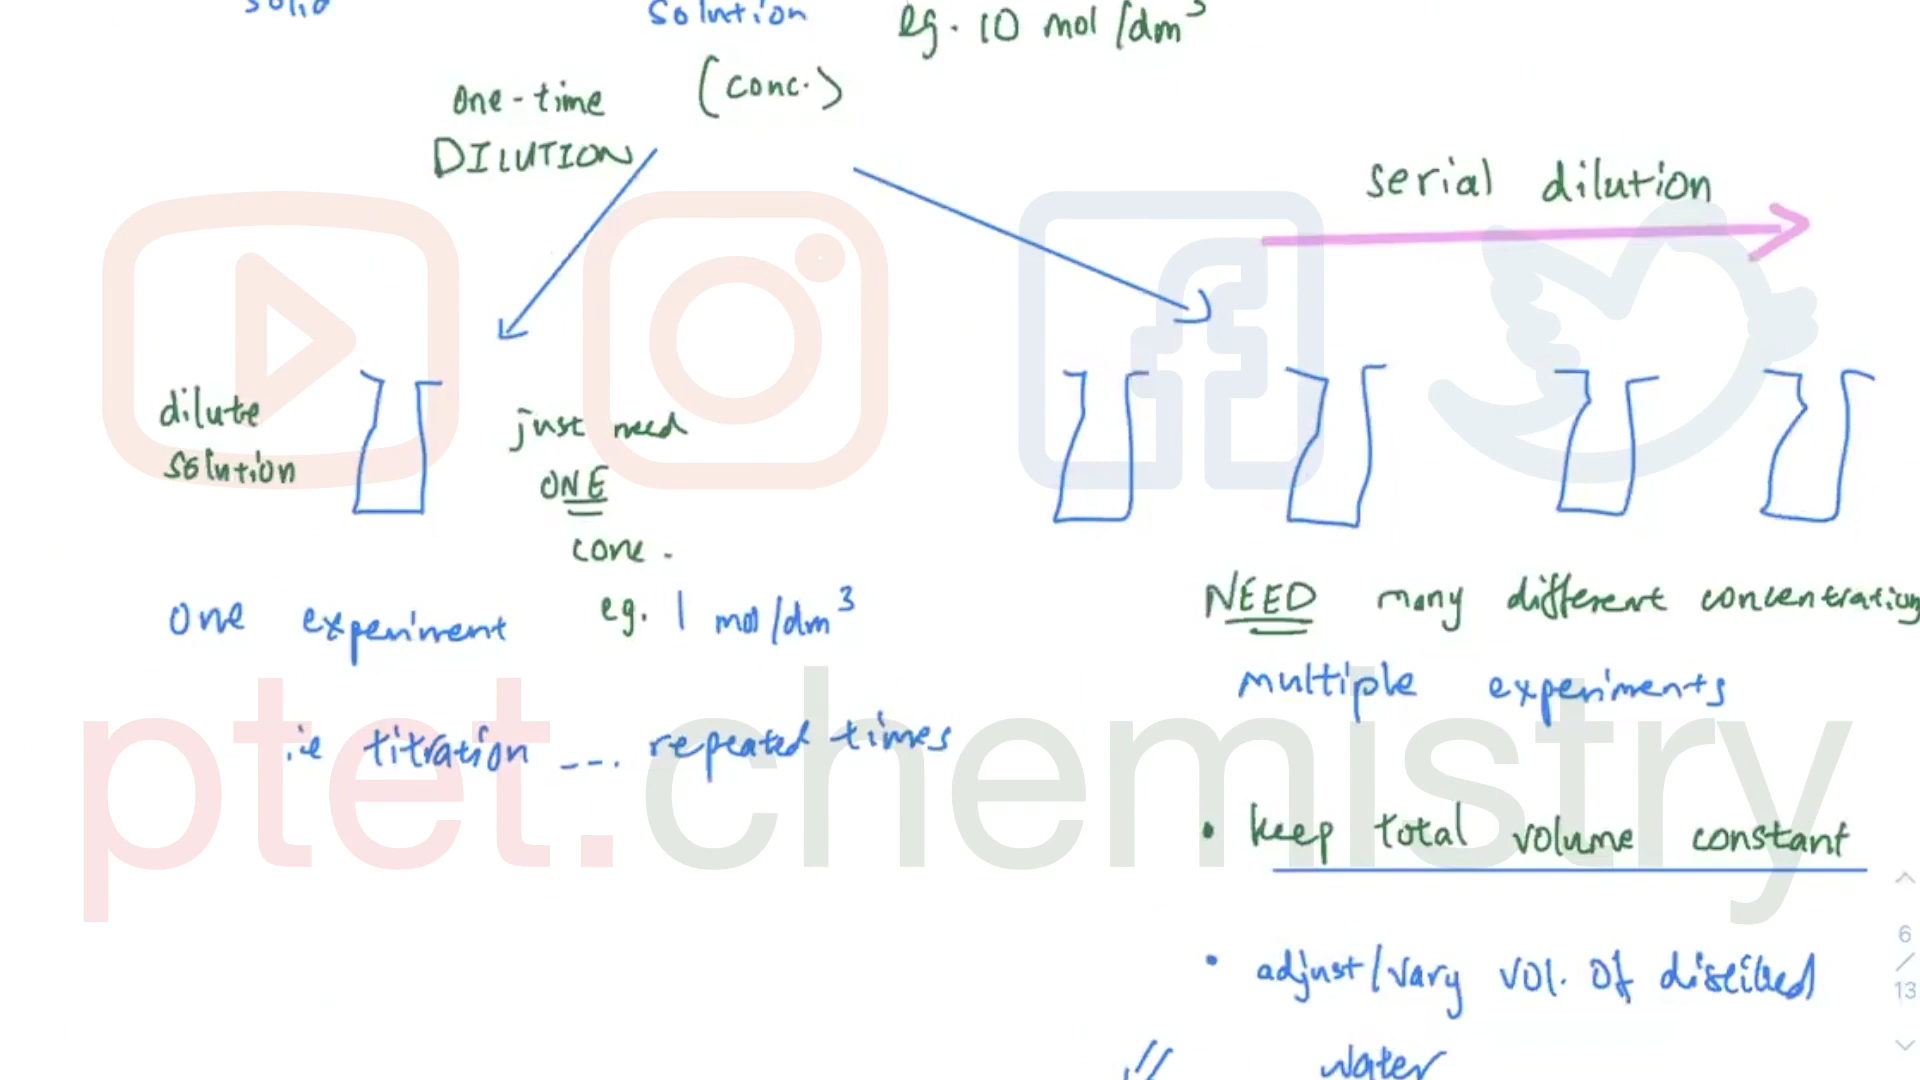 solid
solution eg. 10 mol/dm³
(conc.)
one-time
DILUTION
serial dilution
dilute
solution
just need
ONE
conc.
eg. 1 mol/dm³
one experiment
i.e titration ---. repeated times
NEED many different concentrations
multiple experiments
• keep total volume constant
• adjust/vary vol. of distilled
water
ptet.chemistry
6
/
13